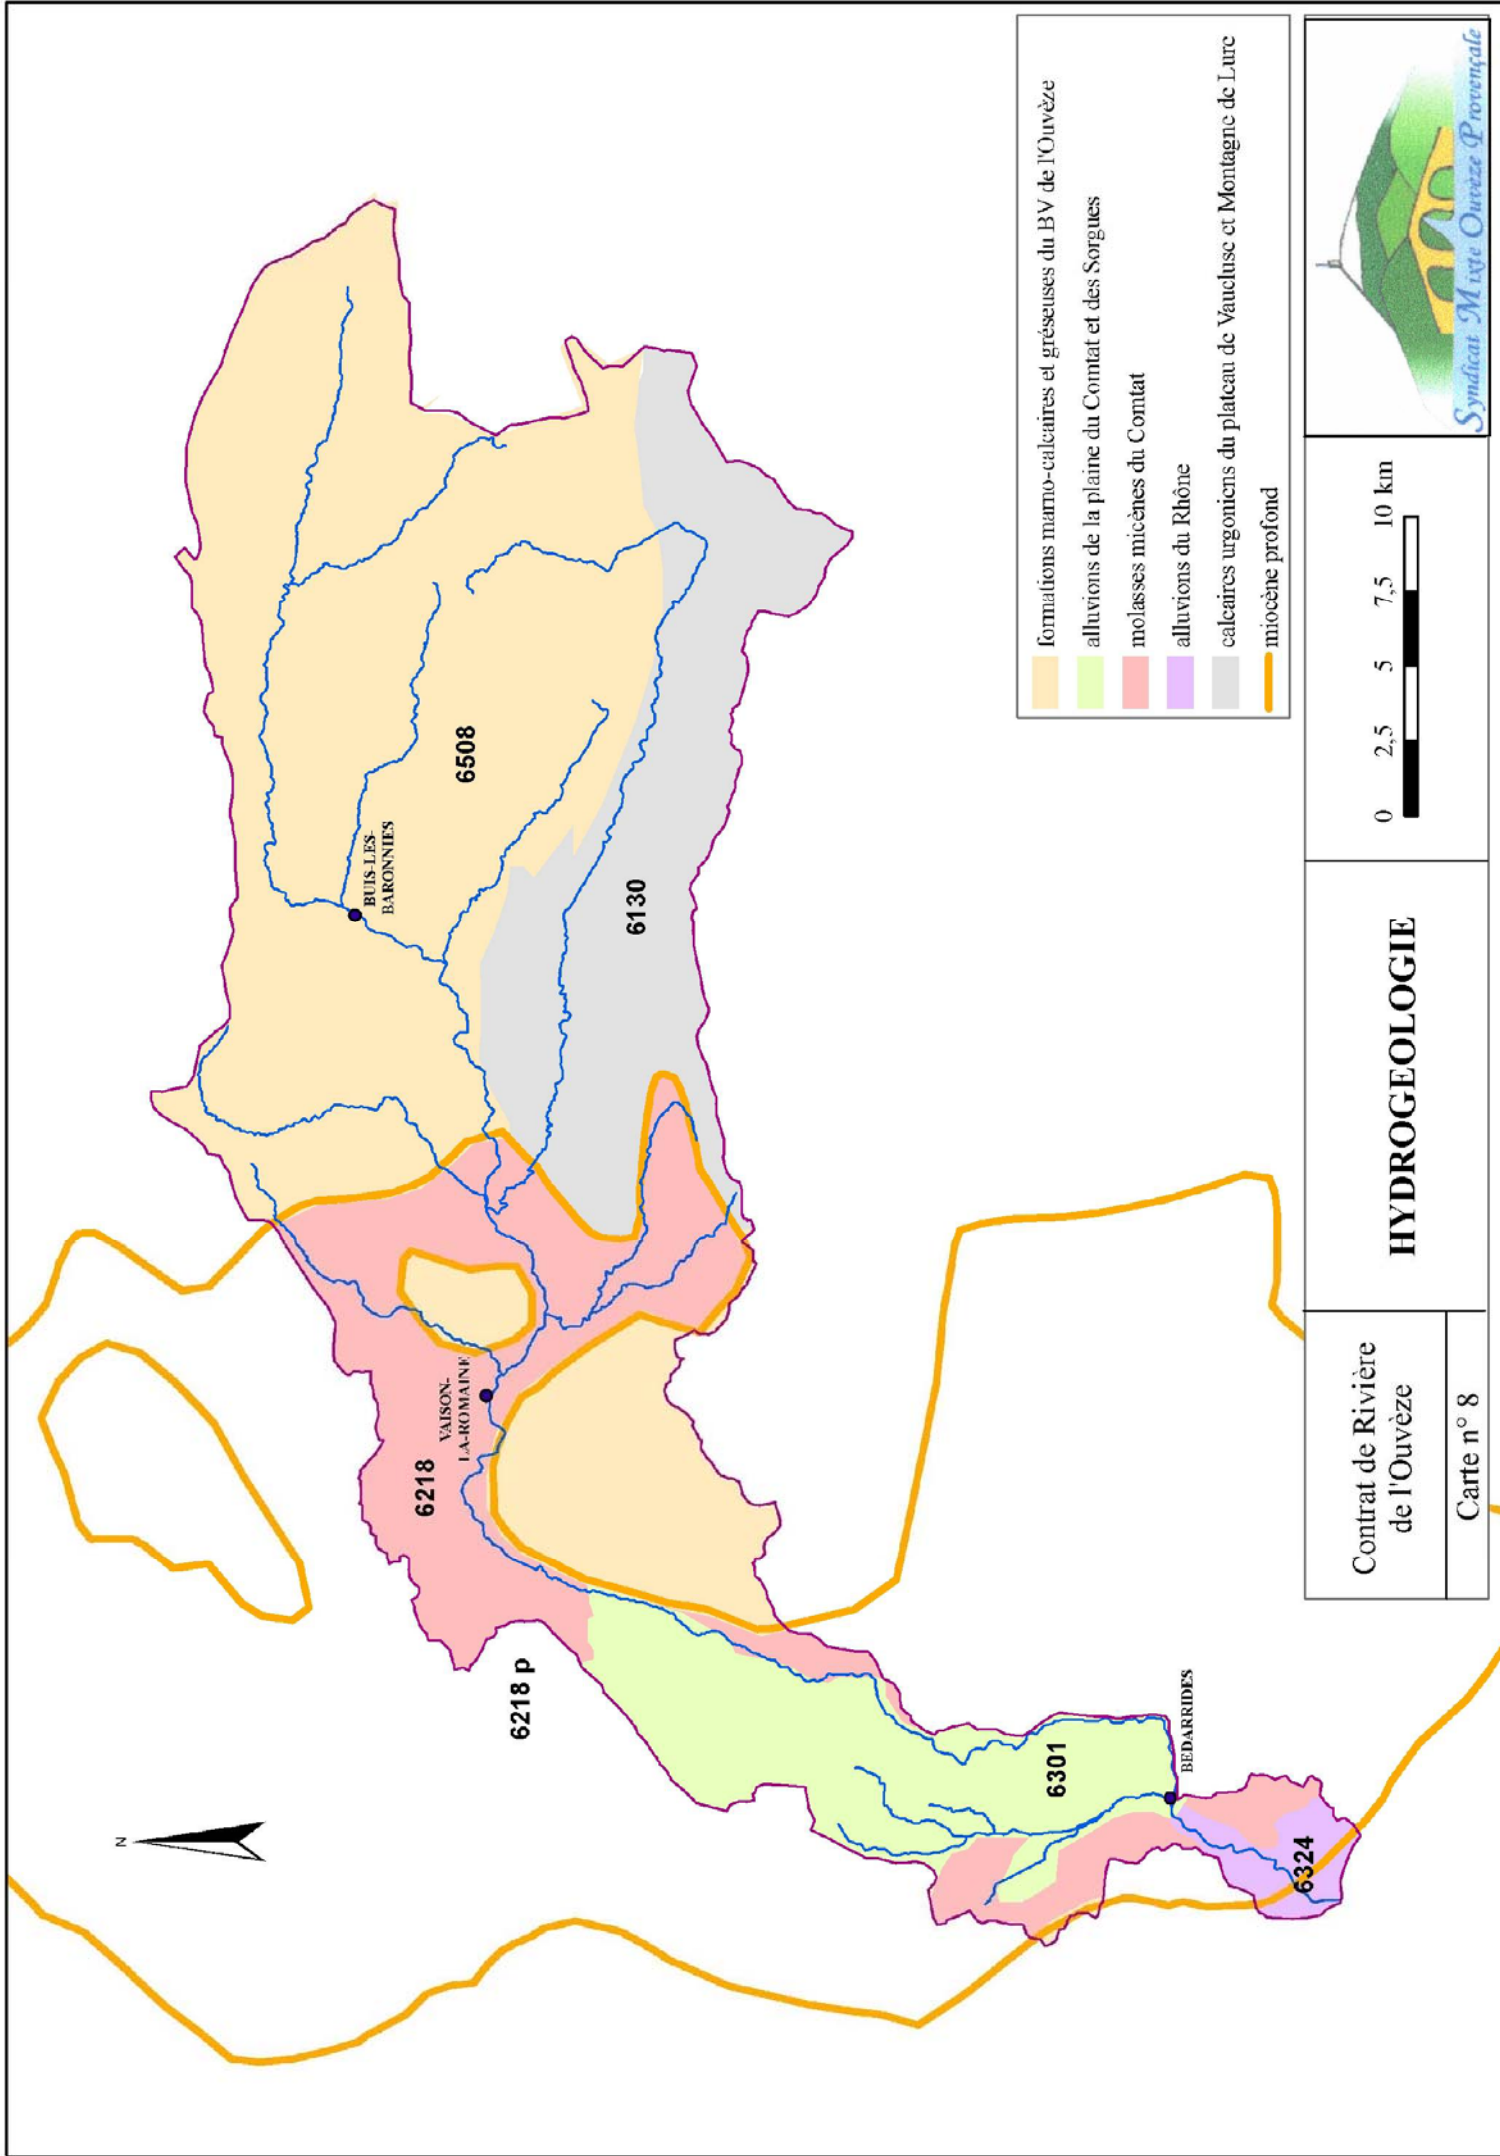 N
6508
BUIS-LES-
BARONNIES
6130
VAISON-
LA-ROMAINE
6218
6218 p
6301
BEDARRIDES
6324
formations marno-calcaires et gréseuses du BV de l'Ouvèze
alluvions de la plaine du Comtat et des Sorgues
molasses micènes du Comtat
alluvions du Rhône
calcaires urgoniens du plateau de Vaucluse et Montagne de Lure
miocène profond
Contrat de Rivière
de l'Ouvèze
Carte n° 8
HYDROGEOLOGIE
0 2,5 5 7,5 10 km
Syndicat Mixte Ouvèze Provençale